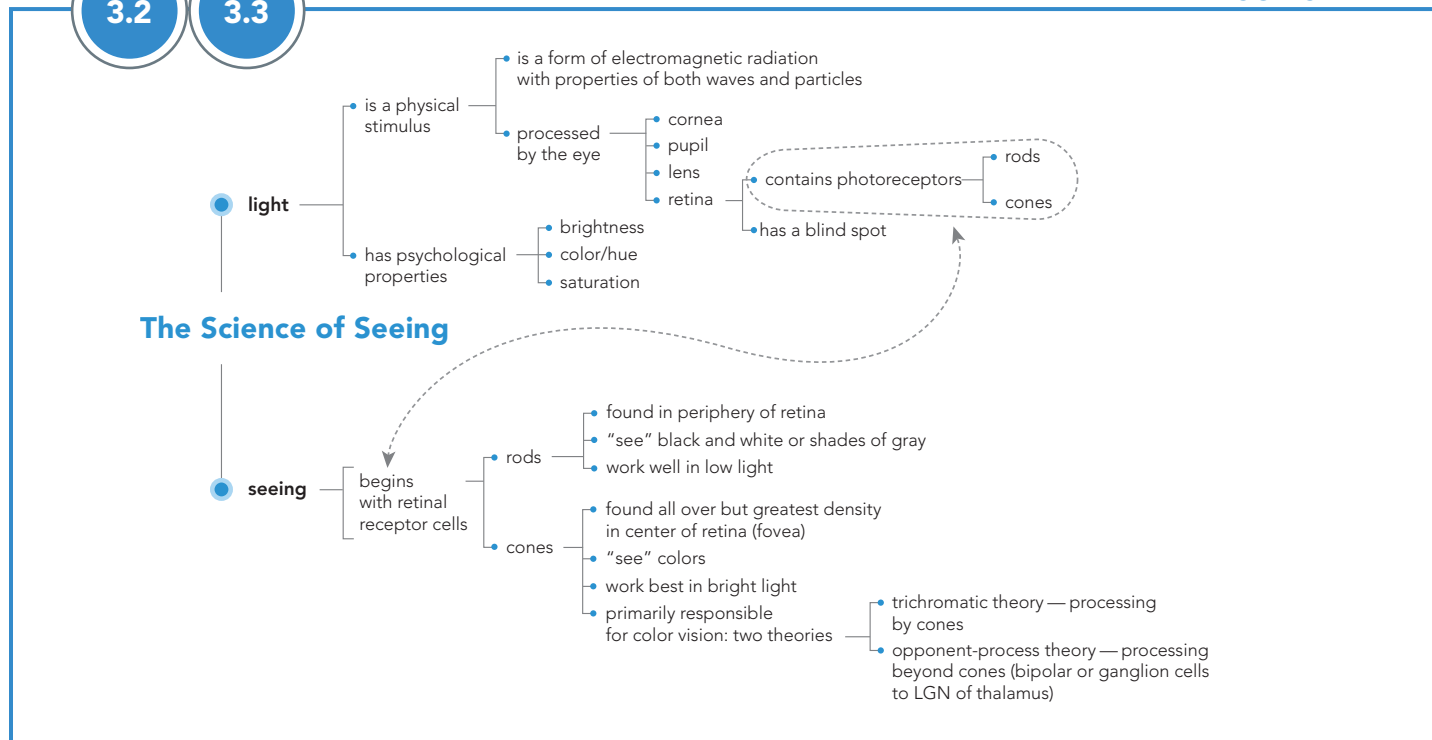 3.2
3.3
is a form of electromagnetic radiation
with properties of both waves and particles
is a physical
stimulus
processed
by the eye
cornea
pupil
lens
retina
contains photoreceptors
rods
cones
has a blind spot
light
has psychological
properties
brightness
color/hue
saturation
The Science of Seeing
seeing
begins
with retinal
receptor cells
rods
found in periphery of retina
“see” black and white or shades of gray
work well in low light
cones
found all over but greatest density
in center of retina (fovea)
“see” colors
work best in bright light
primarily responsible
for color vision: two theories
trichromatic theory — processing
by cones
opponent-process theory — processing
beyond cones (bipolar or ganglion cells
to LGN of thalamus)